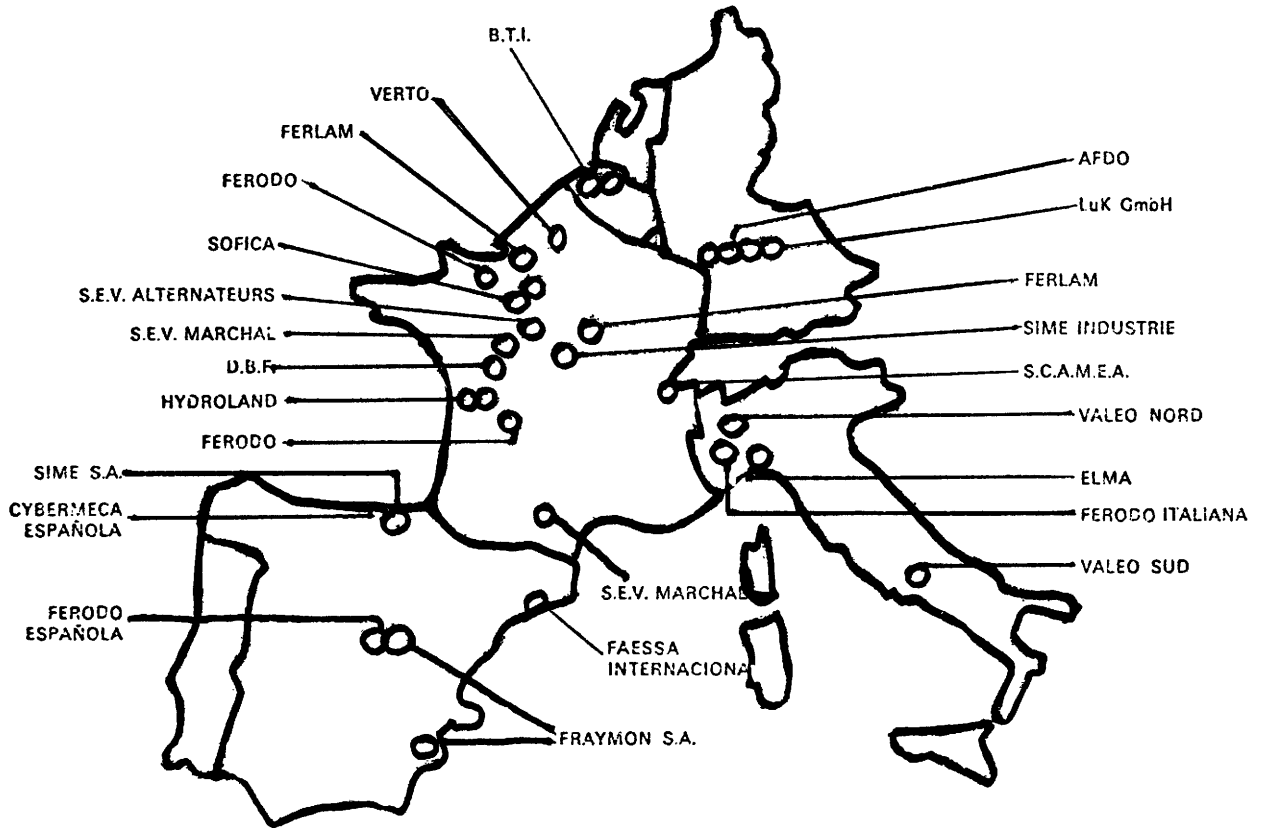 B.T.I.
VERTO
FERLAM
FERODO
SOFICA
S.E.V. ALTERNATEURS
S.E.V. MARCHAL
D.B.F.
HYDROLAND
FERODO
SIME S.A.
CYBERMECA
ESPAÑOLA
FERODO
ESPAÑOLA
AFDO
LuK GmbH
FERLAM
SIME INDUSTRIE
S.C.A.M.E.A.
VALEO NORD
ELMA
FERODO ITALIANA
VALEO SUD
S.E.V. MARCHAL
FAESSA
INTERNACIONA
FRAYMON S.A.